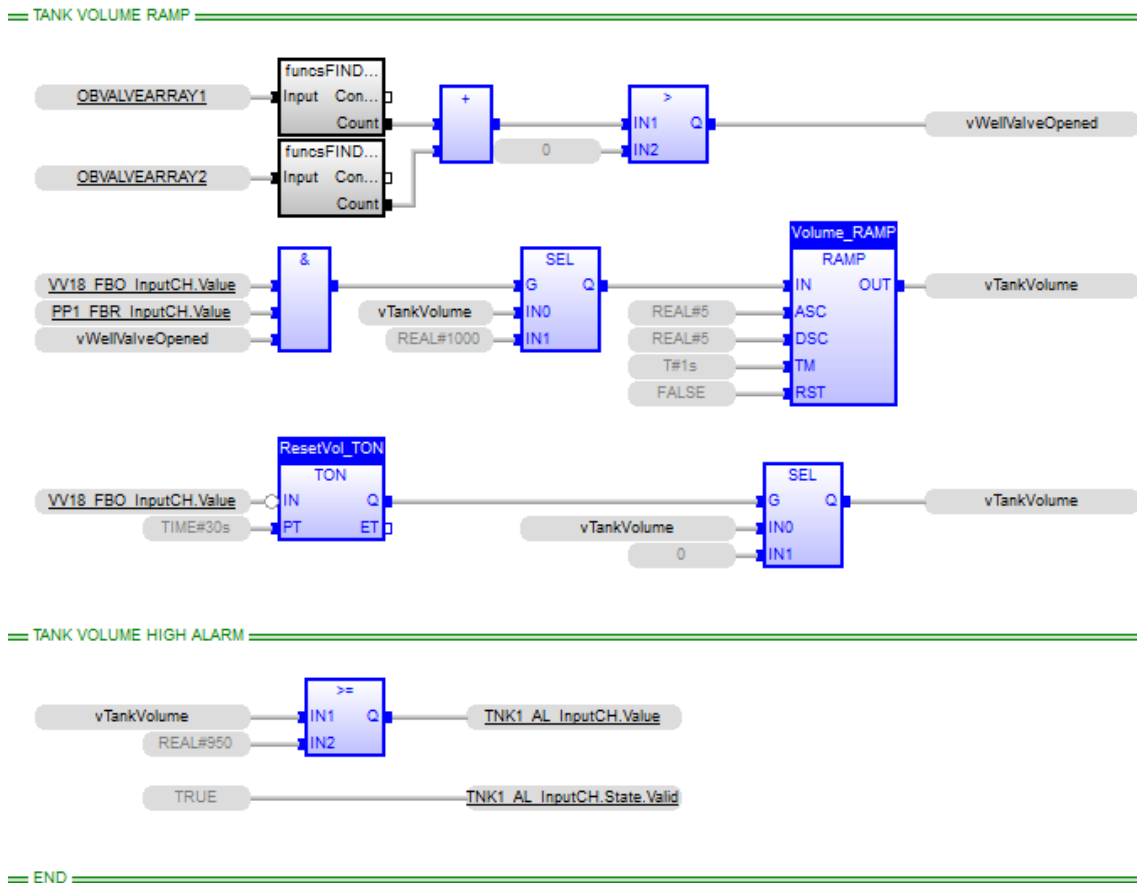 TANK VOLUME RAMP
funcsFIND...
OBVALVEARRAY1 Input Con... + >
Count IN1 Q vWellValveOpened
funcsFIND... 0 IN2
OBVALVEARRAY2 Input Con...
Count
Volume_RAMP
& SEL RAMP
VV18_FBO_InputCH.Value G Q IN OUT vTankVolume
PP1_FBR_InputCH.Value vTankVolume IN0 REAL#5 ASC
vWellValveOpened REAL#1000 IN1 REAL#5 DSC
T#1s TM
FALSE RST
ResetVol_TON
TON SEL
VV18_FBO_InputCH.Value IN Q G Q vTankVolume
TIME#30s PT ET vTankVolume IN0
0 IN1
TANK VOLUME HIGH ALARM
>=
vTankVolume IN1 Q TNK1_AL_InputCH.Value
REAL#950 IN2
TRUE TNK1_AL_InputCH.State.Valid
END